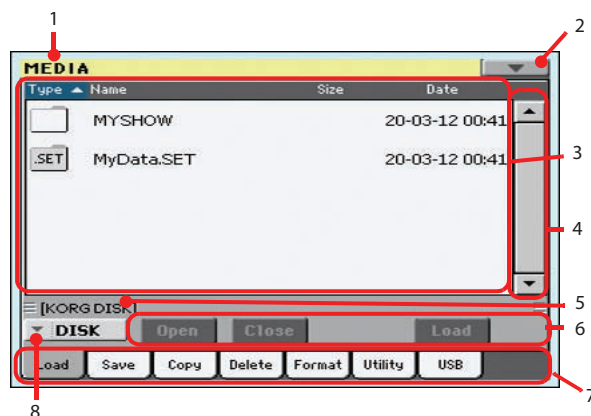 1
2
MEDIA
Type Name Size Date
MYSHOW 20-03-12 00:41
.SET MyData.SET 20-03-12 00:41
3
4
[KORG DISK]
5
DISK Open Close Load
6
Load Save Copy Delete Format Utility USB
7
8